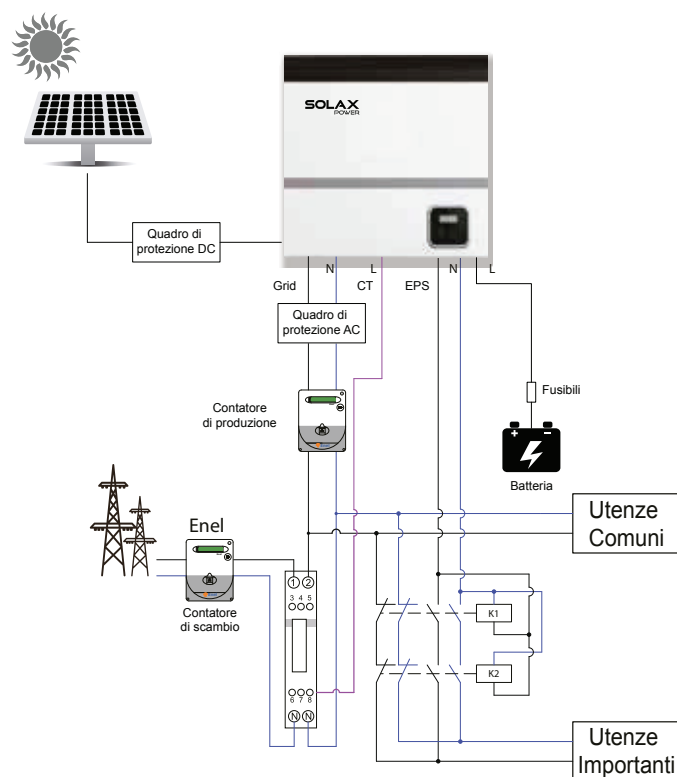 SOLAX
POWER
Quadro di
protezione DC
N
L
N
L
Grid
CT
EPS
Quadro di
protezione AC
Contatore
di produzione
Fusibili
+ -
Batteria
Utenze
Comuni
Enel
Contatore
di scambio
1 2
3 4 5
K1
K2
6 7 8
N N
Utenze
Importanti